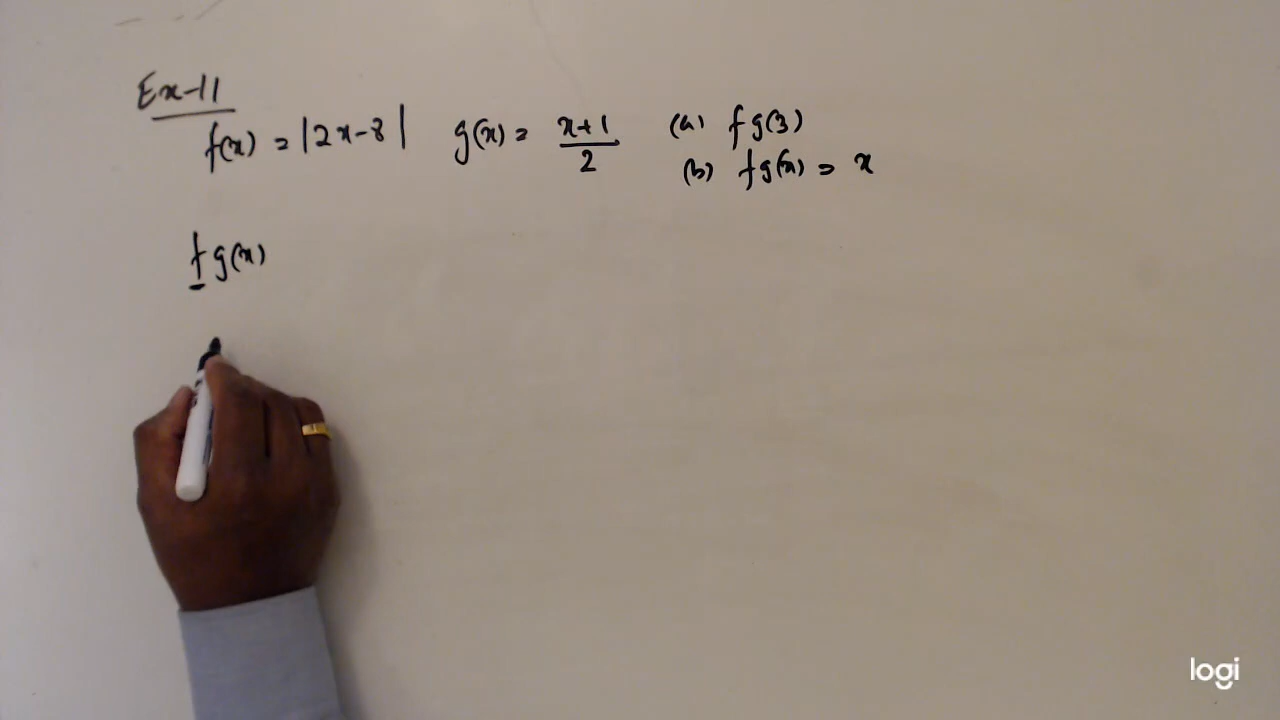 Ex-11
f(x) = |2x-8| g(x) = x+1/2 (a) fg(3)
(b) fg(x) = x
fg(x)
logi